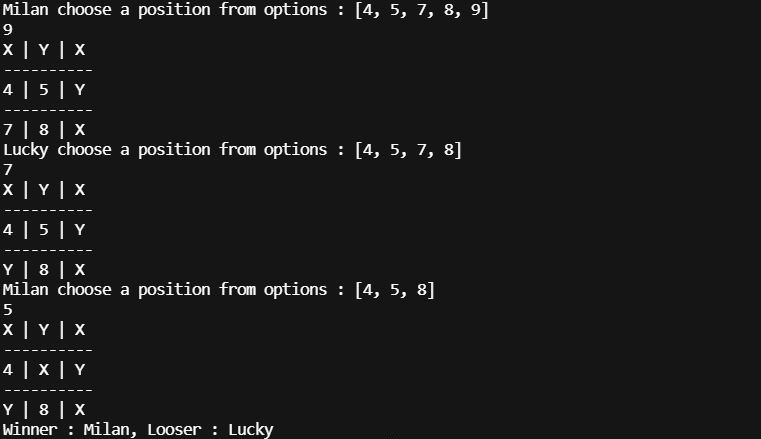 Milan choose a position from options : [4, 5, 7, 8, 9]
9
X | Y | X
----------
4 | 5 | Y
----------
7 | 8 | X
Lucky choose a position from options : [4, 5, 7, 8]
7
X | Y | X
----------
4 | 5 | Y
----------
Y | 8 | X
Milan choose a position from options : [4, 5, 8]
5
X | Y | X
----------
4 | X | Y
----------
Y | 8 | X
Winner : Milan, Looser : Lucky